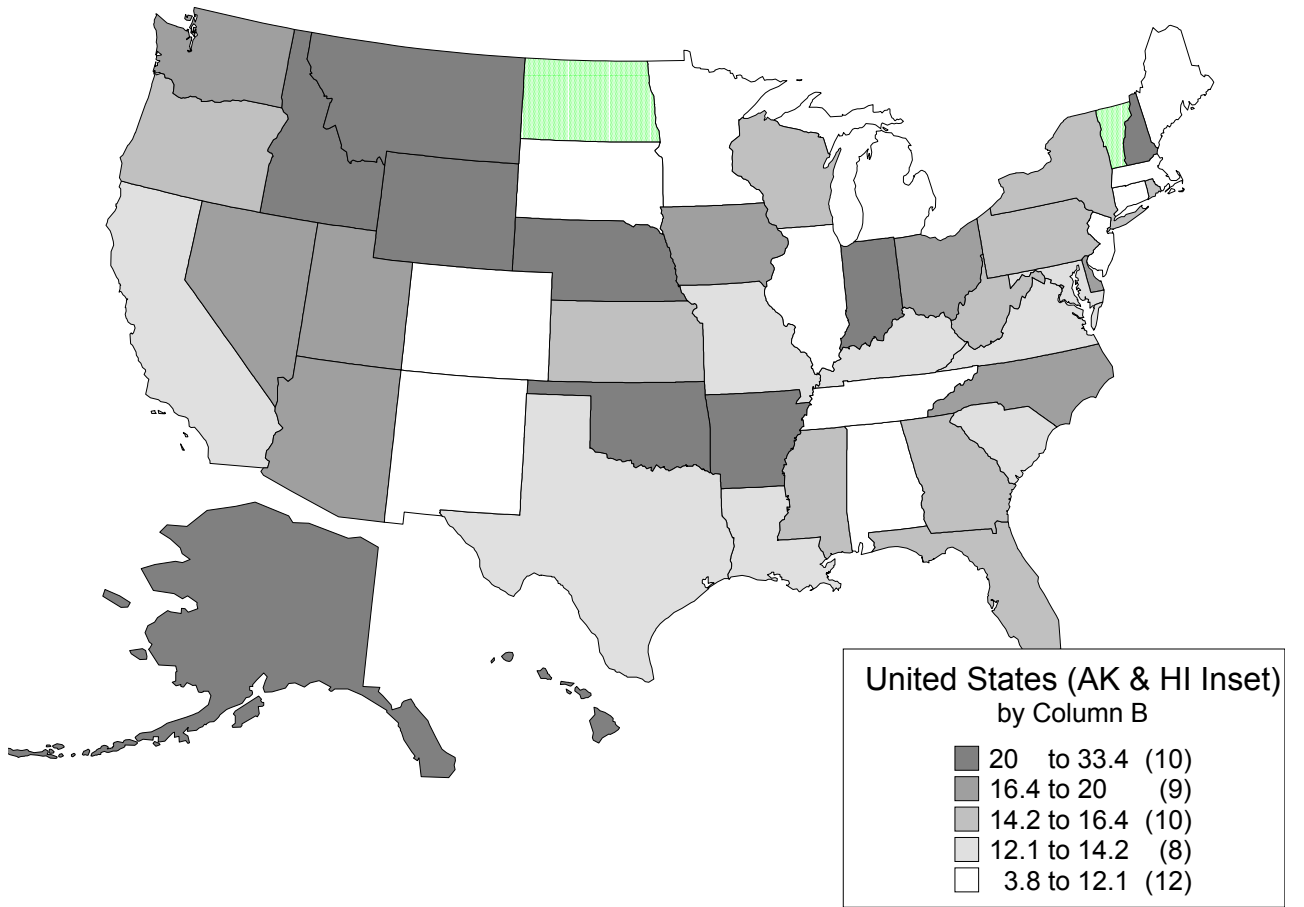 United States (AK & HI Inset)
by Column B
20 to 33.4 (10)
16.4 to 20 (9)
14.2 to 16.4 (10)
12.1 to 14.2 (8)
3.8 to 12.1 (12)